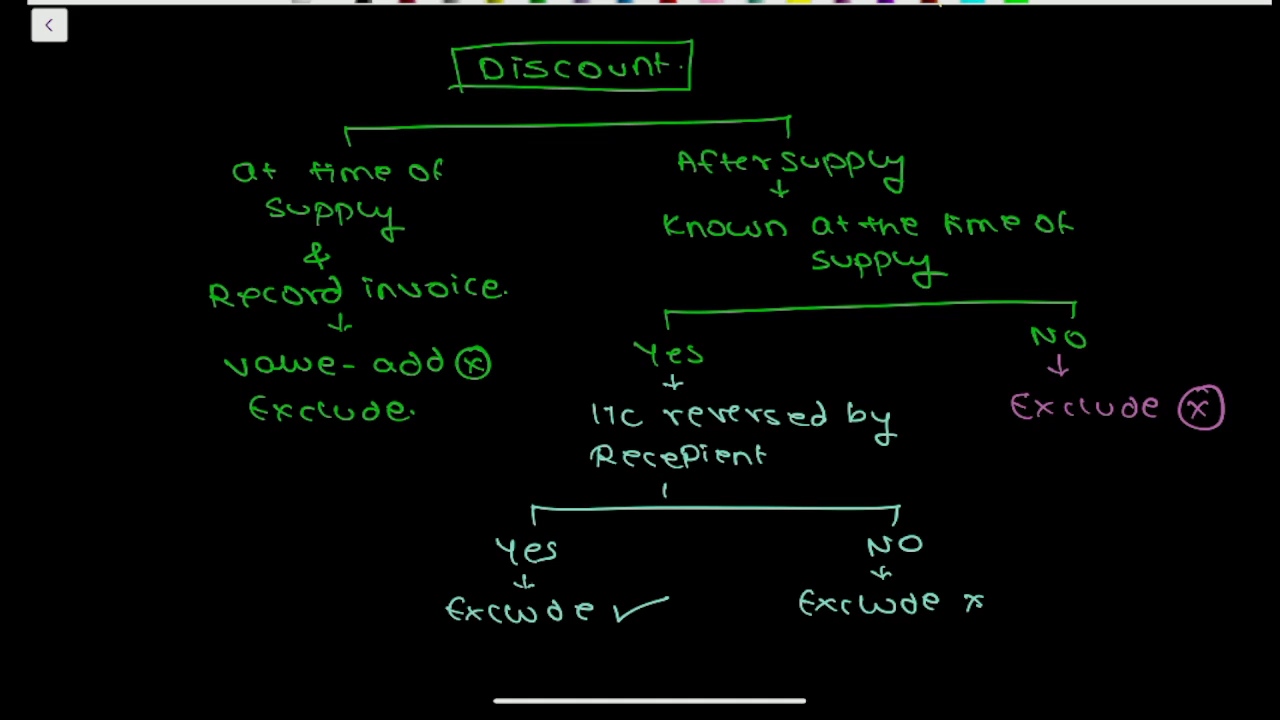 Discount.
At time of
supply
&
Record invoice.
↓
value - add ⓧ
Exclude.
After supply
↓
Known at the time of
supply
Yes
↓
ITC reversed by
Recepient
Yes
↓
Exclude ✓
NO
↓
Exclude x
NO
↓
Exclude ⓧ